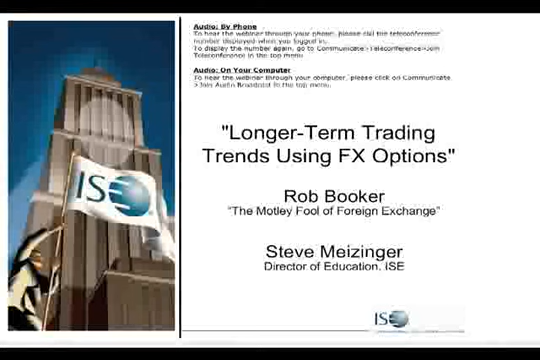 Audio: By Phone
To hear the webinar through your phone, please call the teleconference
number displayed when you logged in.
To display the number again, go to Communicate>Teleconference>Join
Teleconference in the top menu
Audio: On Your Computer
To hear the webinar through your computer, please click on Communicate
>Join Audio Broadcast in the top menu.
"Longer-Term Trading
Trends Using FX Options"
Rob Booker
"The Motley Fool of Foreign Exchange"
Steve Meizinger
Director of Education, ISE
ISE
ISE